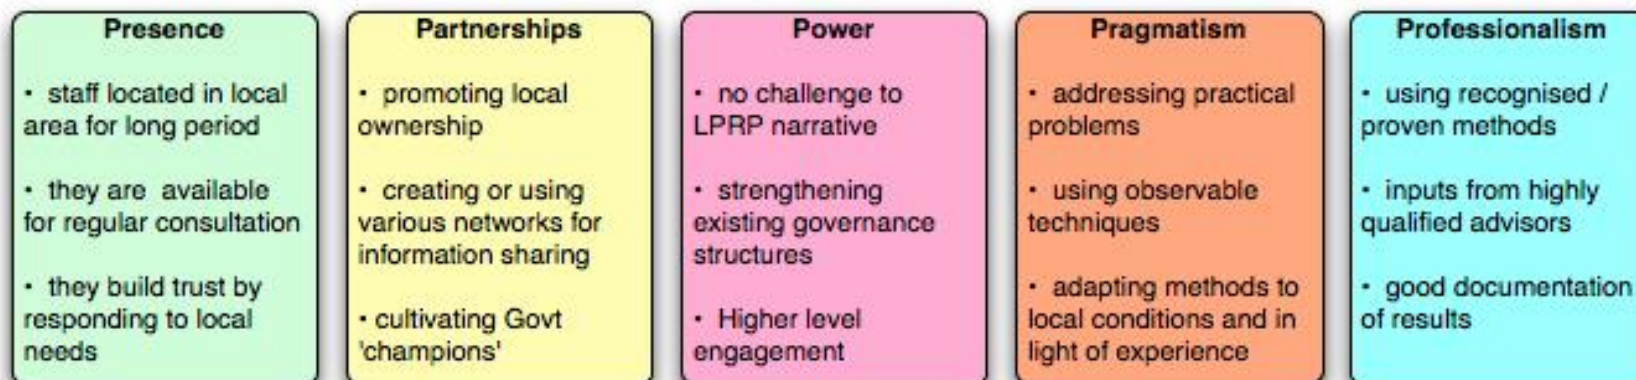 Presence
• staff located in local
area for long period
• they are available
for regular consultation
• they build trust by
responding to local
needs
Partnerships
• promoting local
ownership
• creating or using
various networks for
information sharing
• cultivating Govt
'champions'
Power
• no challenge to
LPRP narrative
• strengthening
existing governance
structures
• Higher level
engagement
Pragmatism
• addressing practical
problems
• using observable
techniques
• adapting methods to
local conditions and in
light of experience
Professionalism
• using recognised /
proven methods
• inputs from highly
qualified advisors
• good documentation
of results